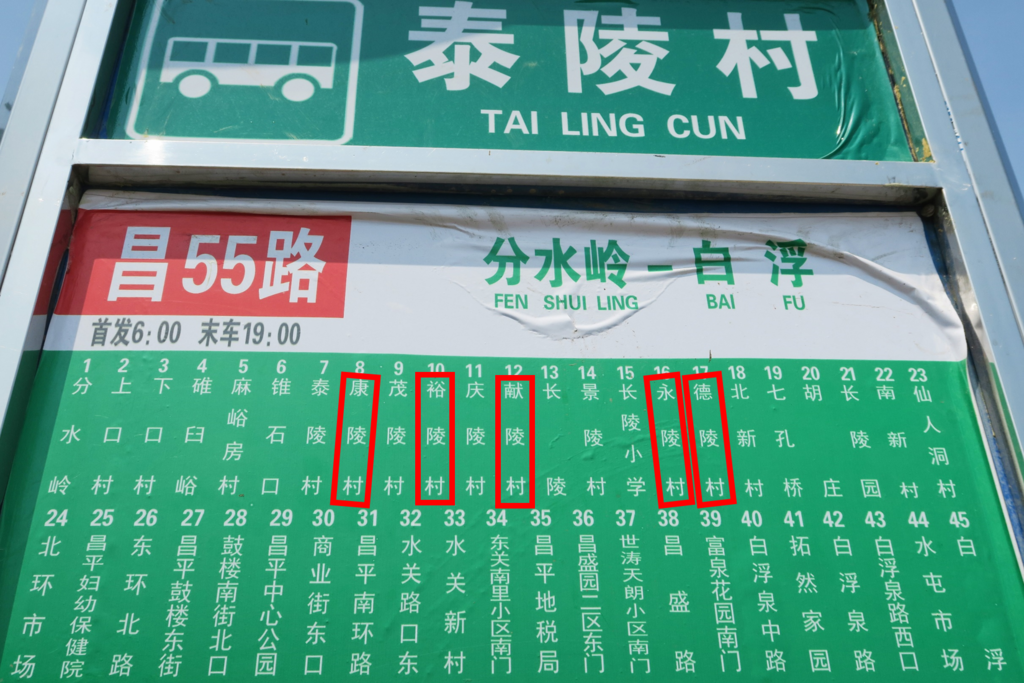 泰陵村
TAI LING CUN
昌55路
分水岭－白浮
FEN SHUI LING BAI FU
首发6:00 末车19:00
1 分水岭
2 上口村
3 下口村
4 碓臼峪
5 麻峪房村
6 锥石口
7 泰陵村
8 康陵村
9 茂陵村
10 裕陵村
11 庆陵村
12 献陵村
13 长陵
14 景陵村
15 长陵小学
16 永陵村
17 德陵村
18 北新村
19 七孔桥
20 胡庄
21 长陵园
22 南新村
23 仙人洞村
24 北环市场
25 昌平妇幼保健院
26 东环北路
27 昌平鼓楼东街
28 鼓楼南街北口
29 昌平中心公园
30 商业街东口
31 昌平南环路
32 水关路口东
33 水关新村
34 东关南里小区南门
35 昌平地税局
36 昌盛园二区东门
37 世涛天朗小区南门
38 昌盛路
39 富泉花园南门
40 白浮泉中路
41 拓然家园
42 白浮泉路
43 白浮泉路西口
44 水屯市场
45 白浮